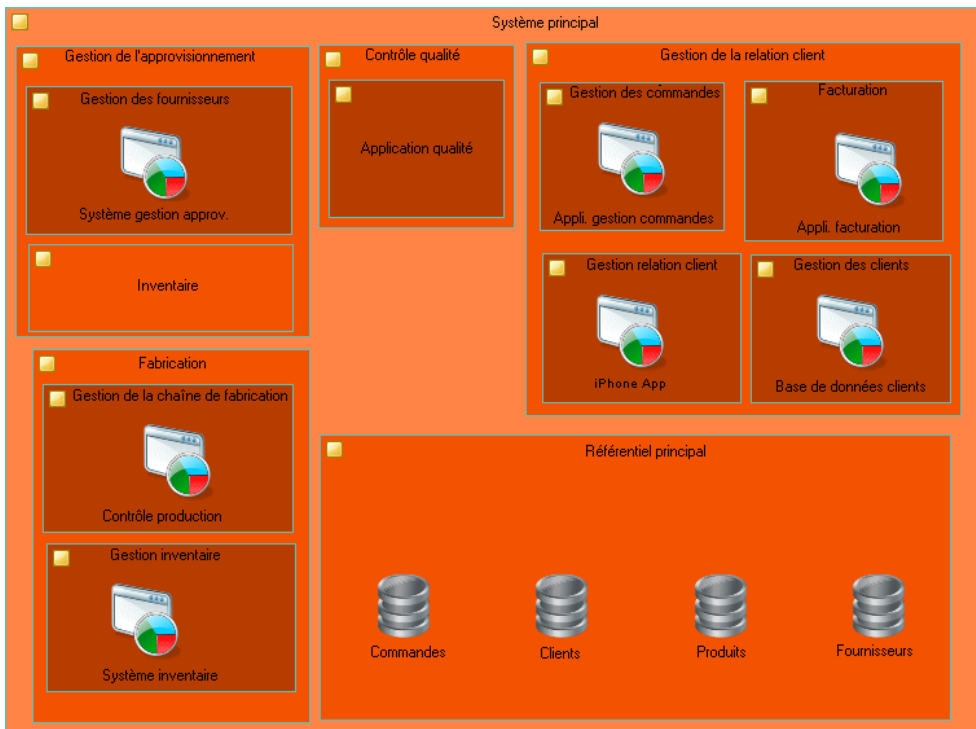 Système principal
Gestion de l'approvisionnement
Gestion des fournisseurs
Système gestion approv.
Inventaire
Contrôle qualité
Application qualité
Gestion de la relation client
Gestion des commandes
Appli. gestion commandes
Facturation
Appli. facturation
Gestion relation client
iPhone App
Gestion des clients
Base de données clients
Fabrication
Gestion de la chaîne de fabrication
Contrôle production
Gestion inventaire
Système inventaire
Référentiel principal
Commandes
Clients
Produits
Fournisseurs